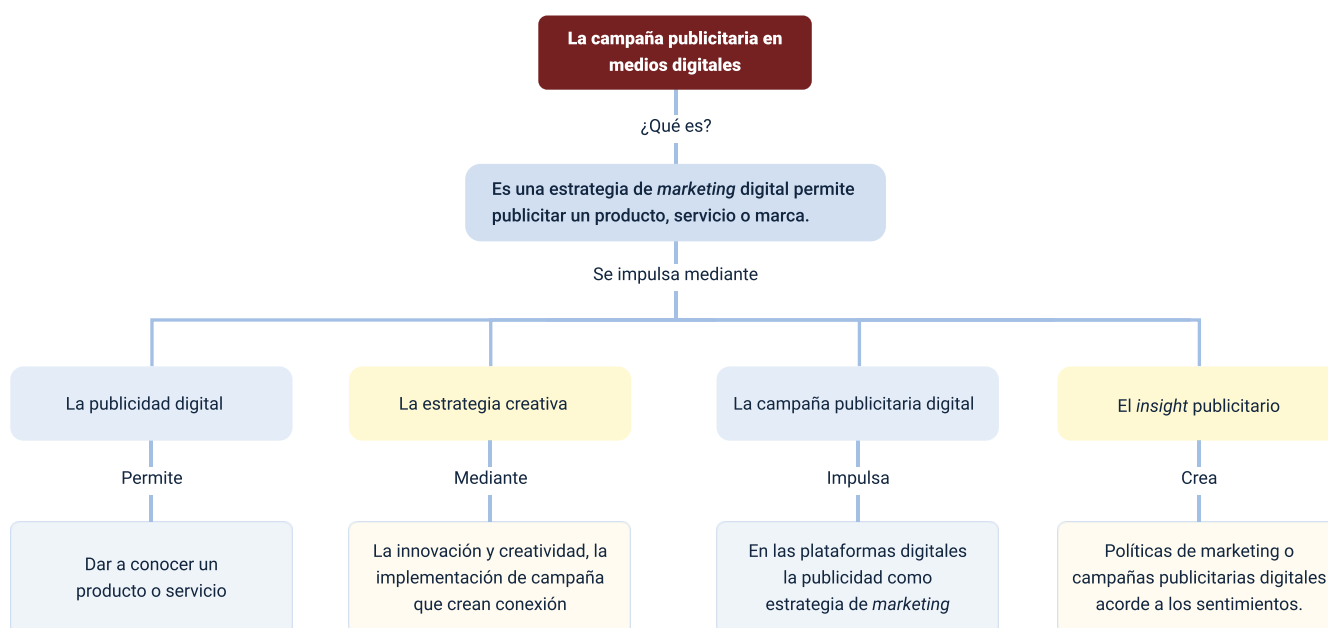 La campaña publicitaria en
medios digitales
¿Qué es?
Es una estrategia de marketing digital permite
publicitar un producto, servicio o marca.
Se impulsa mediante
La publicidad digital
La estrategia creativa
La campaña publicitaria digital
El insight publicitario
Permite
Mediante
Impulsa
Crea
Dar a conocer un
producto o servicio
La innovación y creatividad, la
implementación de campaña
que crean conexión
En las plataformas digitales
la publicidad como
estrategia de marketing
Políticas de marketing o
campañas publicitarias digitales
acorde a los sentimientos.